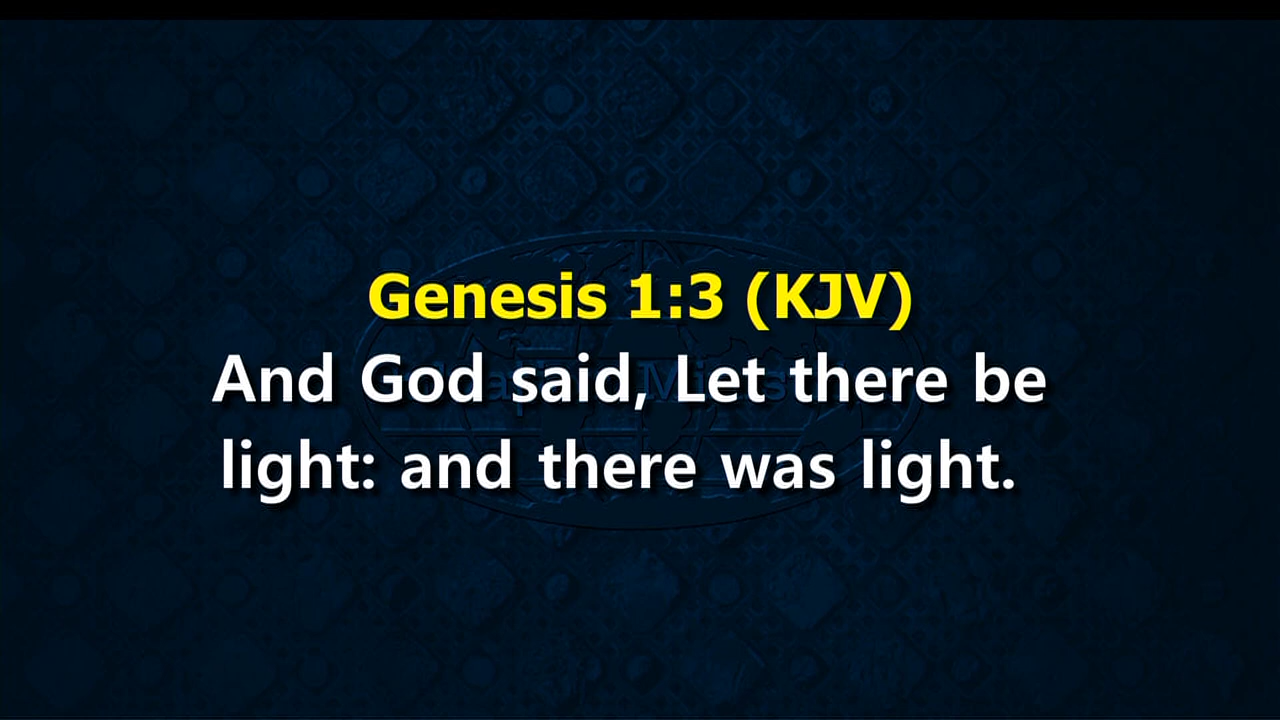 Genesis 1:3 (KJV)
And God said, Let there be
light: and there was light.